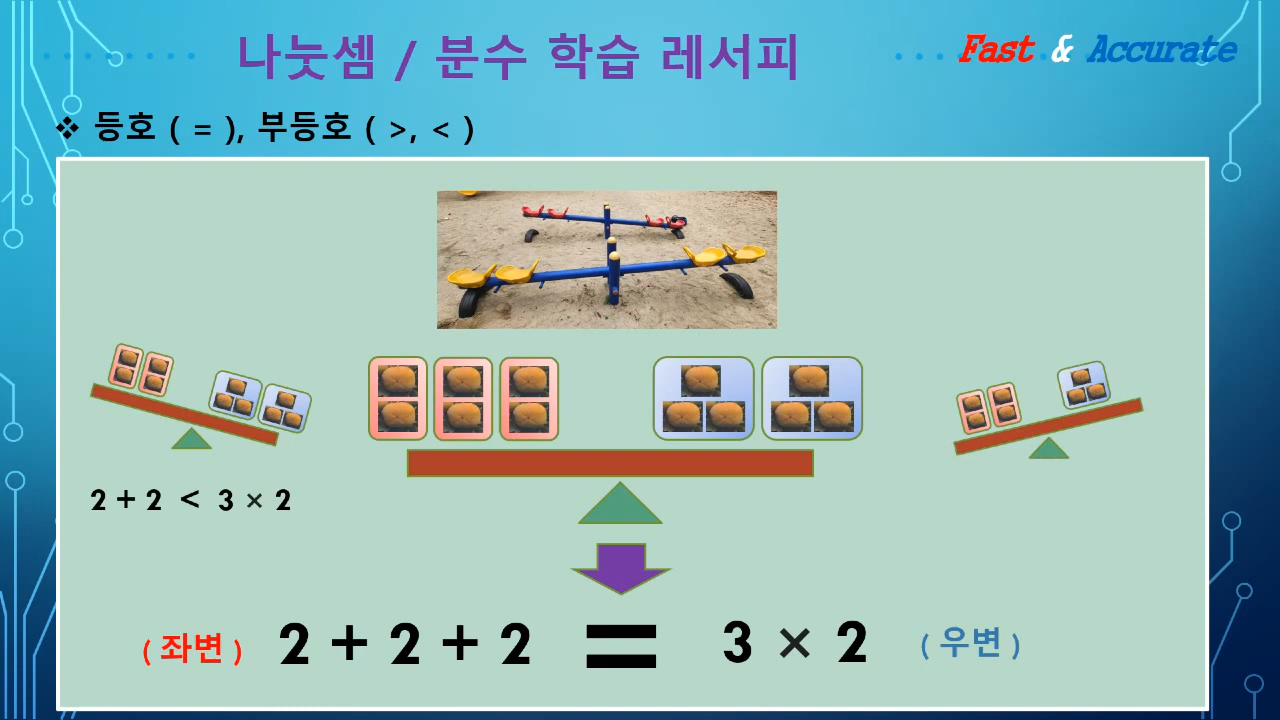 나눗셈 / 분수 학습 레서피
Fast & Accurate
❖ 등호 ( = ), 부등호 ( >, < )
2 + 2 < 3 × 2
( 좌변 ) 2 + 2 + 2 = 3 × 2 ( 우변 )